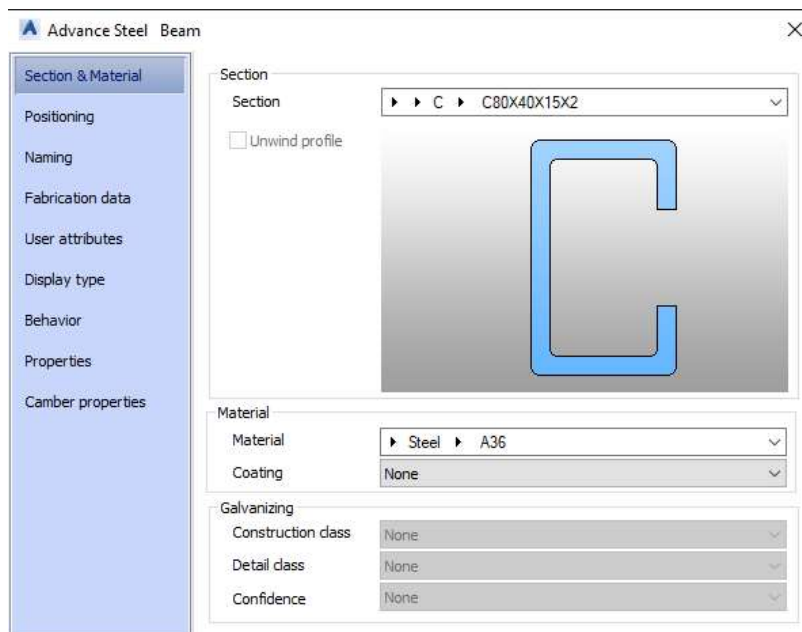 Advance Steel Beam
Section & Material
Positioning
Naming
Fabrication data
User attributes
Display type
Behavior
Properties
Camber properties
Section
Section C C80X40X15X2
Unwind profile
Material
Material Steel A36
Coating None
Galvanizing
Construction class None
Detail class None
Confidence None